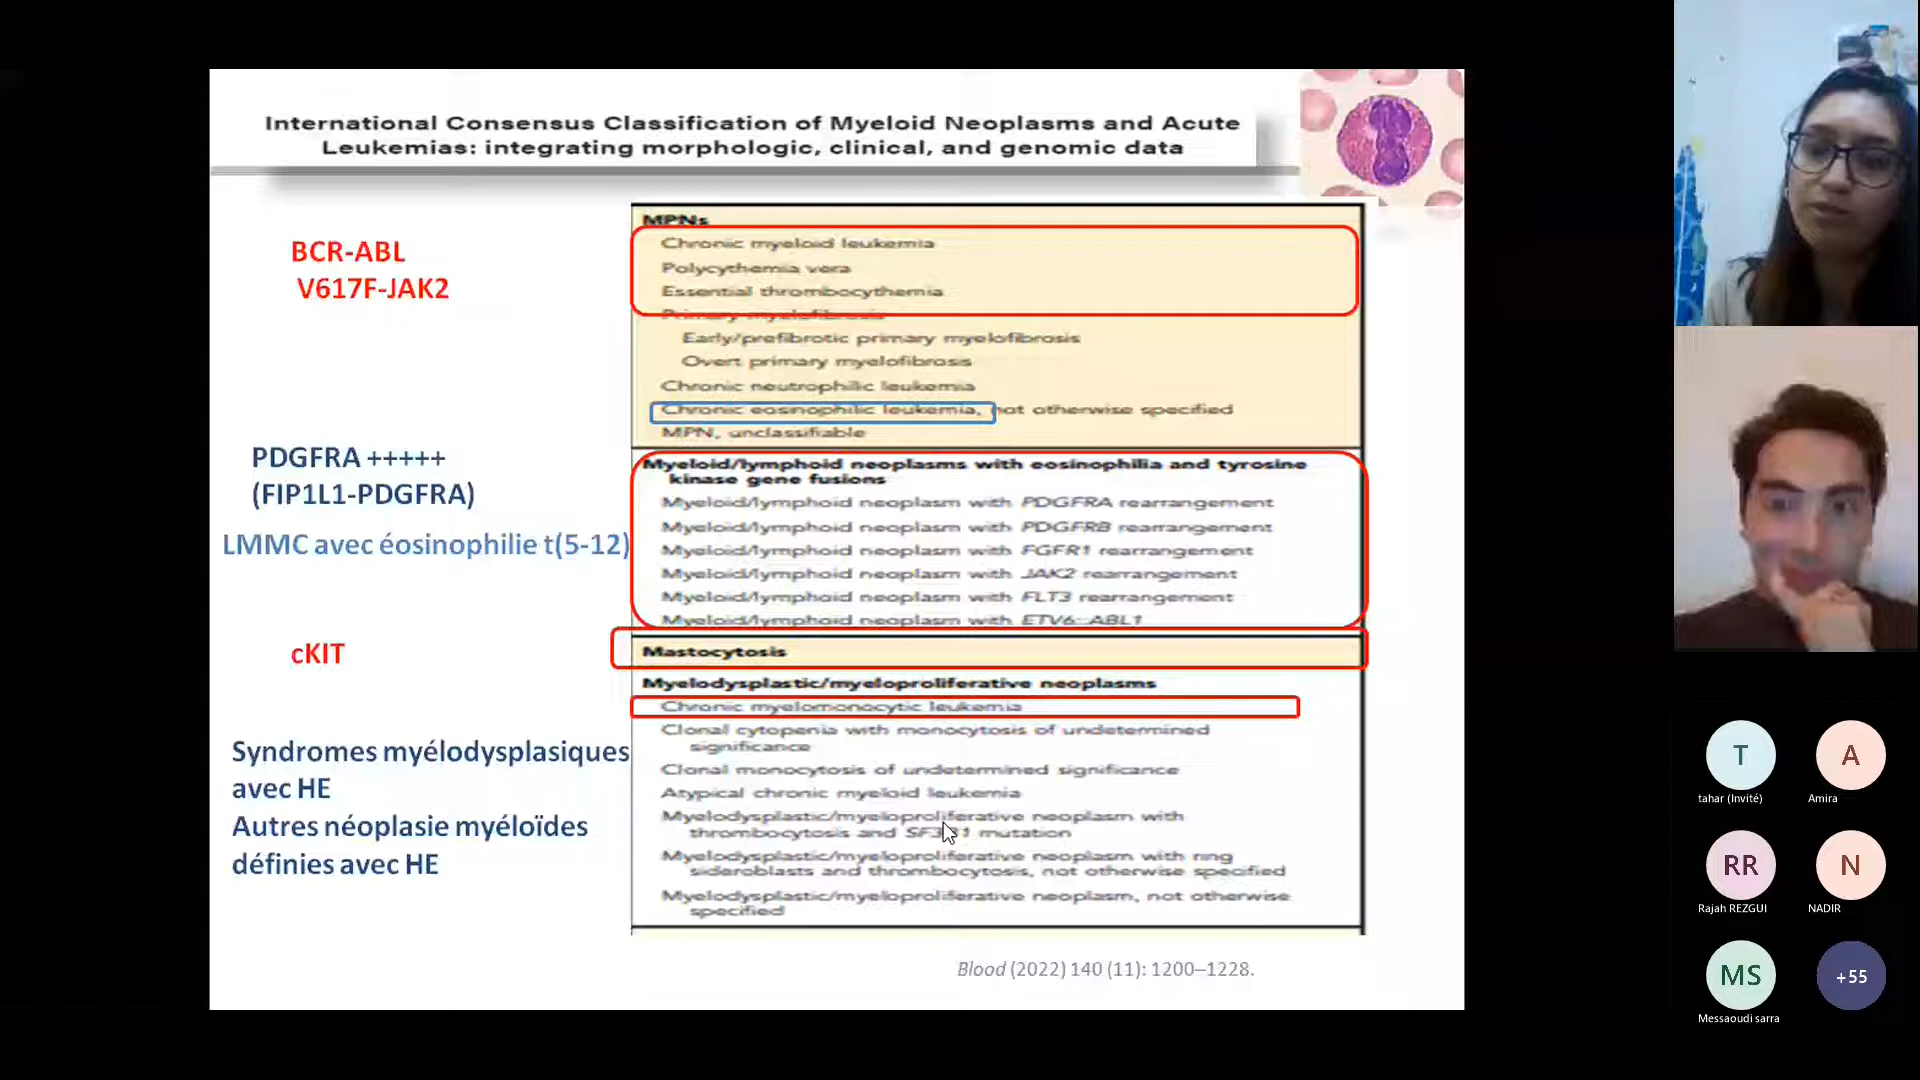 International Consensus Classification of Myeloid Neoplasms and Acute
Leukemias: integrating morphologic, clinical, and genomic data
BCR-ABL
V617F-JAK2
PDGFRA +++++
(FIP1L1-PDGFRA)
LMMC avec éosinophilie t(5-12)
cKIT
Syndromes myélodysplasiques
avec HE
Autres néoplasie myéloïdes
définies avec HE
MPNs
Chronic myeloid leukemia
Polycythemia vera
Essential thrombocythemia
Primary myelofibrosis
Early/prefibrotic primary myelofibrosis
Overt primary myelofibrosis
Chronic neutrophilic leukemia
Chronic eosinophilic leukemia, not otherwise specified
MPN, unclassifiable
Myeloid/lymphoid neoplasms with eosinophilia and tyrosine
kinase gene fusions
Myeloid/lymphoid neoplasm with PDGFRA rearrangement
Myeloid/lymphoid neoplasm with PDGFRB rearrangement
Myeloid/lymphoid neoplasm with FGFR1 rearrangement
Myeloid/lymphoid neoplasm with JAK2 rearrangement
Myeloid/lymphoid neoplasm with FLT3 rearrangement
Myeloid/lymphoid neoplasm with ETV6::ABL1
Mastocytosis
Myelodysplastic/myeloproliferative neoplasms
Chronic myelomonocytic leukemia
Clonal cytopenia with monocytosis of undetermined
significance
Clonal monocytosis of undetermined significance
Atypical chronic myeloid leukemia
Myelodysplastic/myeloproliferative neoplasm with
thrombocytosis and SF3B1 mutation
Myelodysplastic/myeloproliferative neoplasm with ring
sideroblasts and thrombocytosis, not otherwise specified
Myelodysplastic/myeloproliferative neoplasm, not otherwise
specified
Blood (2022) 140 (11): 1200–1228.
T
tahar (Invité)
A
Amira
RR
Rajah REZGUI
N
NADIR
MS
Messaoudi sarra
+55